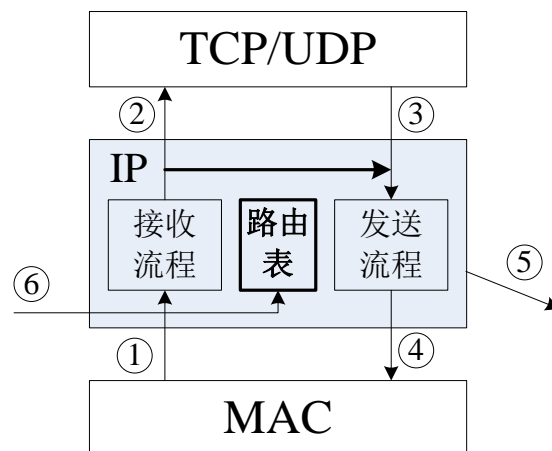 TCP/UDP
② ③
IP
接收
流程
路由
表
发送
流程
⑤
⑥
① ④
MAC